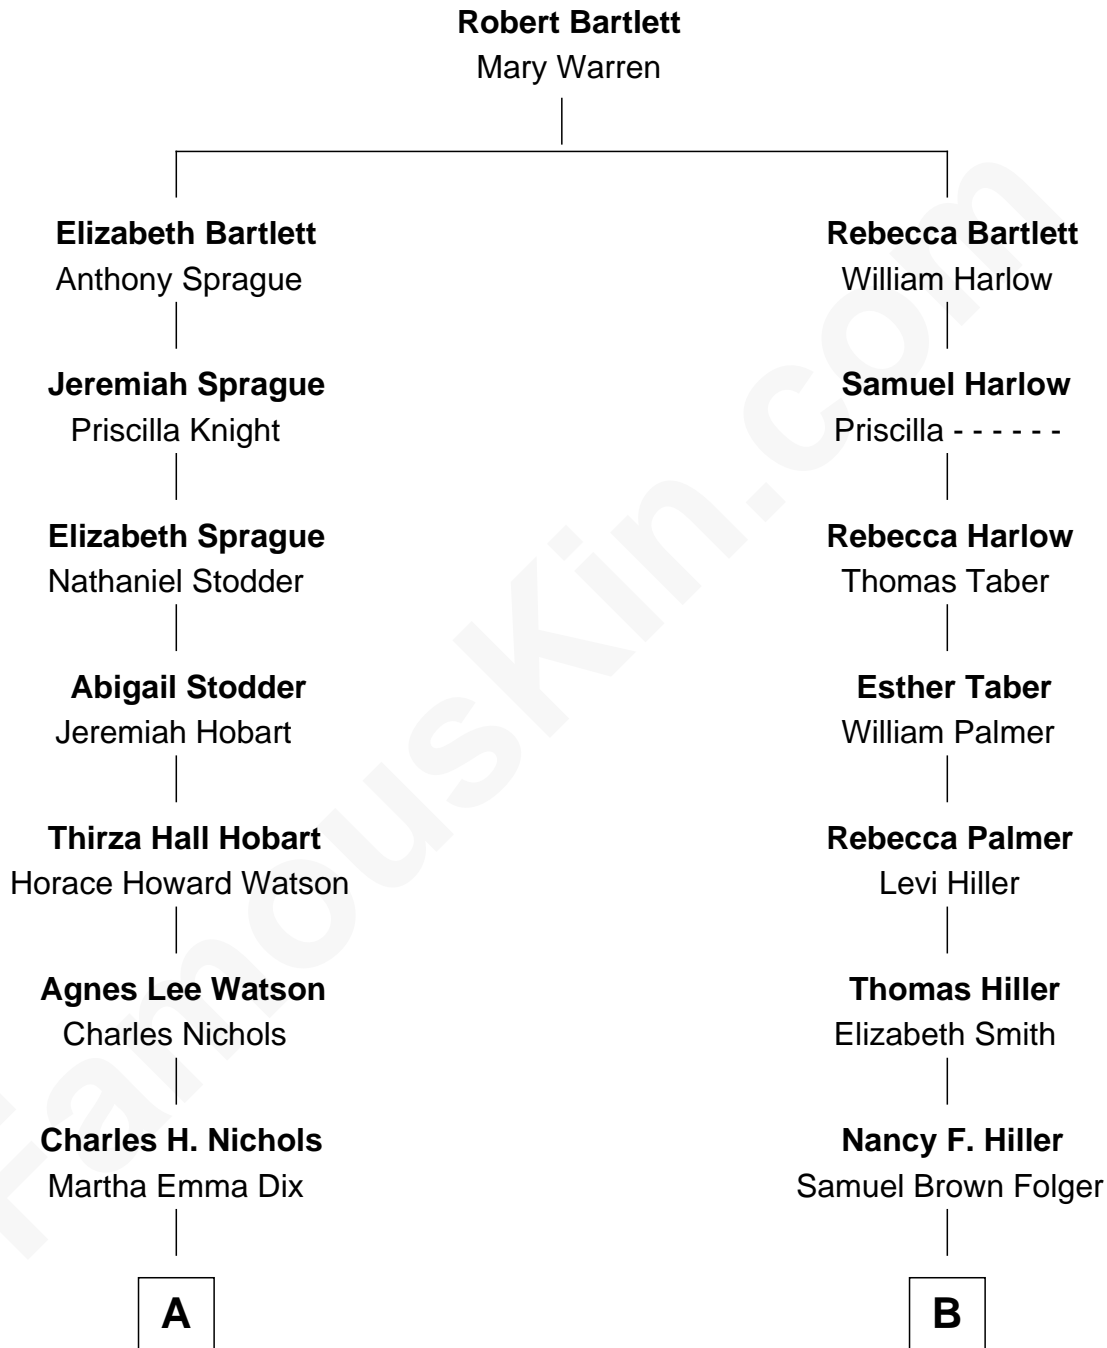 Robert Bartlett
Mary Warren
Elizabeth Bartlett
Anthony Sprague
Rebecca Bartlett
William Harlow
Jeremiah Sprague
Priscilla Knight
Samuel Harlow
Priscilla - - - - - -
Elizabeth Sprague
Nathaniel Stodder
Rebecca Harlow
Thomas Taber
Abigail Stodder
Jeremiah Hobart
Esther Taber
William Palmer
Thirza Hall Hobart
Horace Howard Watson
Rebecca Palmer
Levi Hiller
Agnes Lee Watson
Charles Nichols
Thomas Hiller
Elizabeth Smith
Charles H. Nichols
Martha Emma Dix
Nancy F. Hiller
Samuel Brown Folger
A
B
FamousKin.com